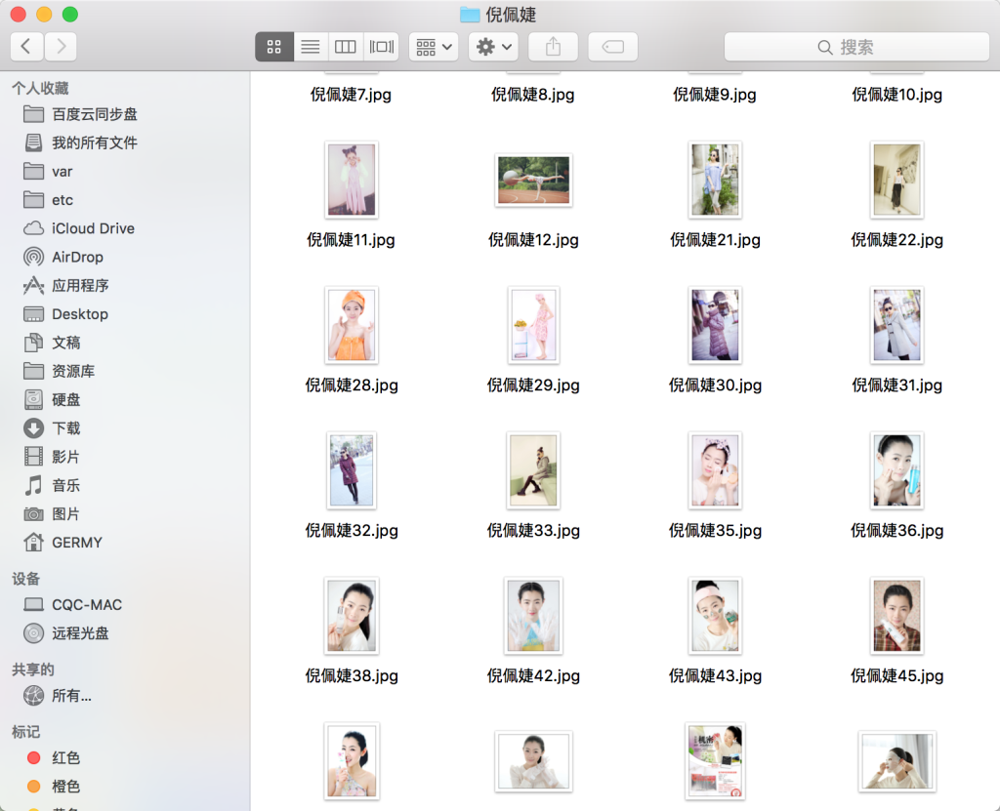 倪佩婕
搜索
个人收藏
百度云同步盘
我的所有文件
var
etc
iCloud Drive
AirDrop
应用程序
Desktop
文稿
资源库
硬盘
下载
影片
音乐
图片
GERMY
设备
CQC-MAC
远程光盘
共享的
所有...
标记
红色
橙色
倪佩婕7.jpg
倪佩婕8.jpg
倪佩婕9.jpg
倪佩婕10.jpg
倪佩婕11.jpg
倪佩婕12.jpg
倪佩婕21.jpg
倪佩婕22.jpg
倪佩婕28.jpg
倪佩婕29.jpg
倪佩婕30.jpg
倪佩婕31.jpg
倪佩婕32.jpg
倪佩婕33.jpg
倪佩婕35.jpg
倪佩婕36.jpg
倪佩婕38.jpg
倪佩婕42.jpg
倪佩婕43.jpg
倪佩婕45.jpg